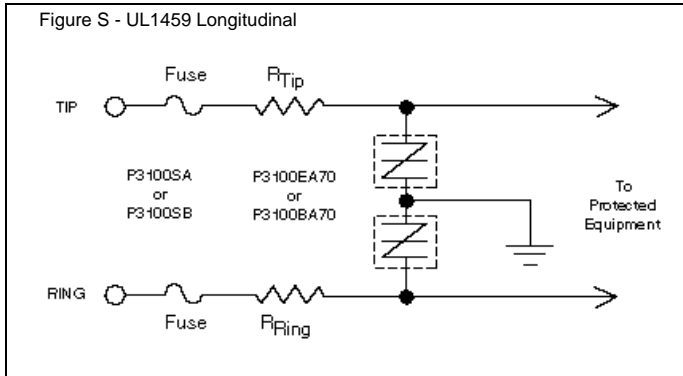 Figure S - UL1459 Longitudinal
Fuse
RTip
TIP
P3100SA
or
P3100SB
P3100EA70
or
P3100BA70
To
Protected
Equipment
RING
Fuse
RRing